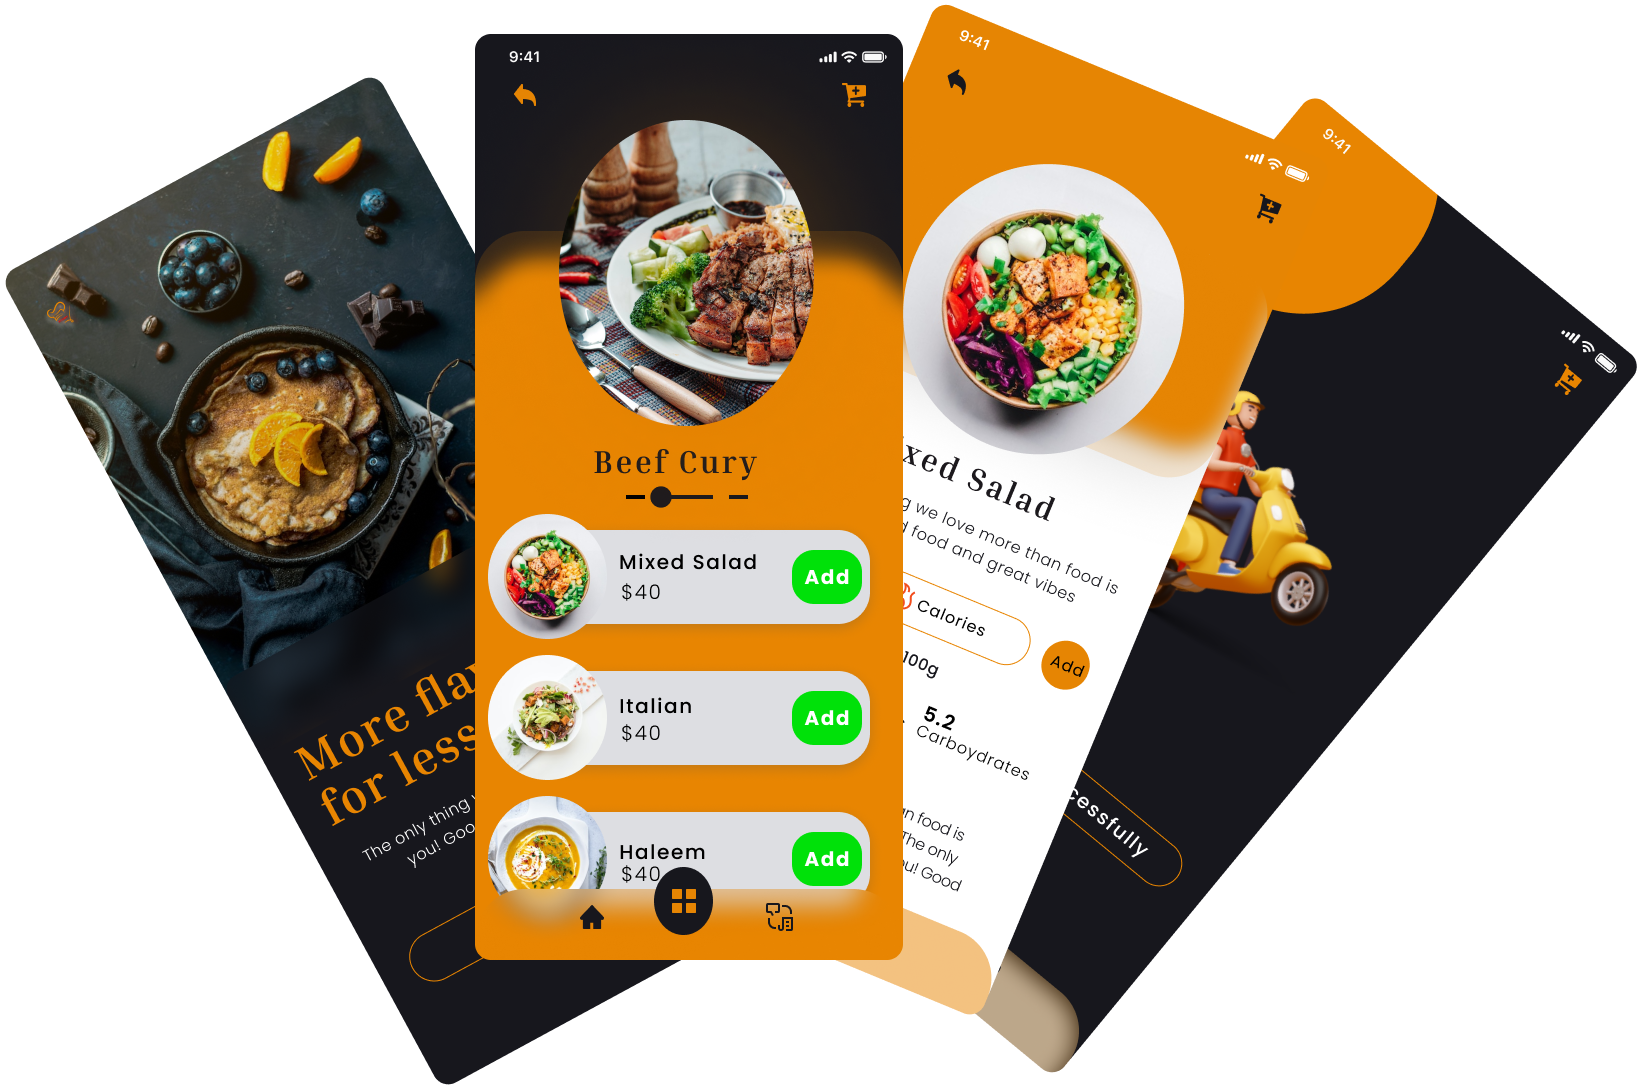 More fla
for less
The only thing
you! Goo
9:41
Beef Cury
Mixed Salad
$40
Add
Italian
$40
Add
Haleem
$40
Add
9:41
xed Salad
g we love more than food is
d food and great vibes
Calories
Add
100g
5.2
Carboydrates
an food is
The only
ou! Good
9:41
cessfully